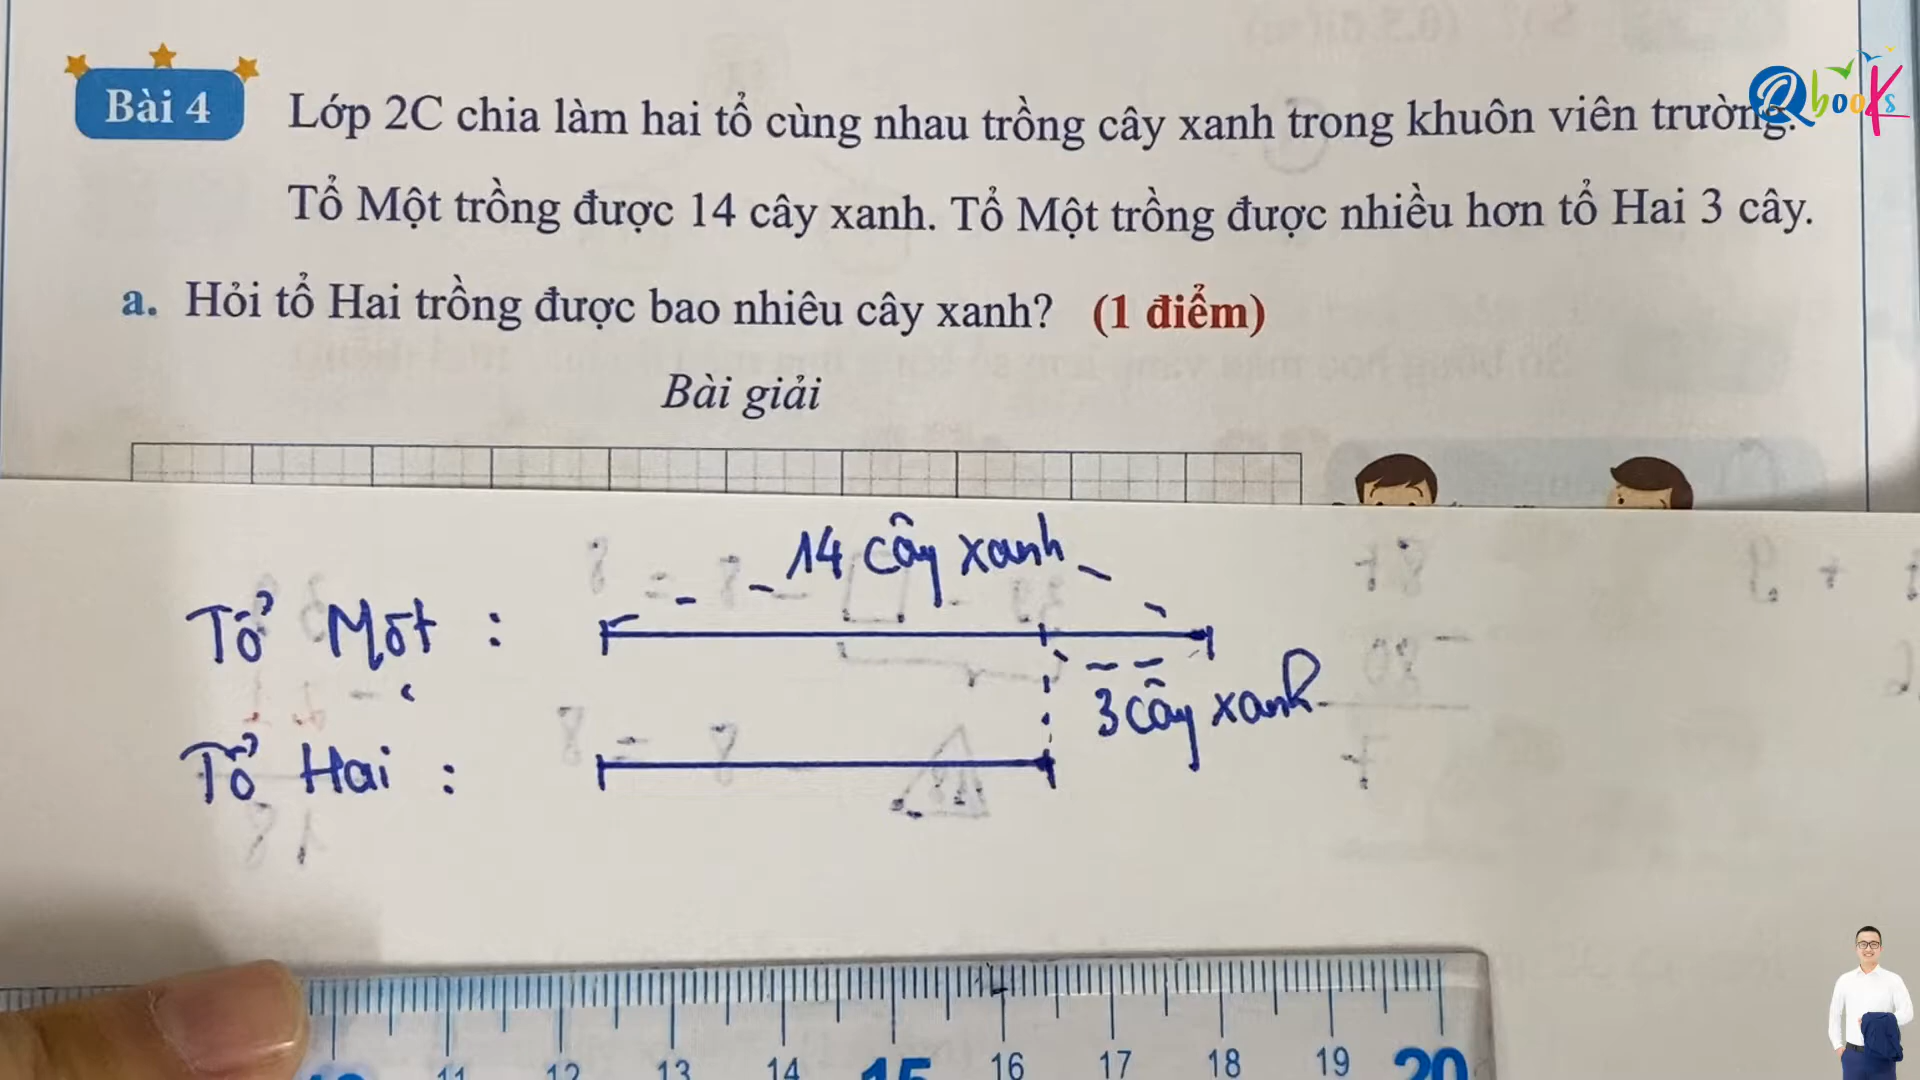 Qbooks
Bài 4
Lớp 2C chia làm hai tổ cùng nhau trồng cây xanh trong khuôn viên trường.
Tổ Một trồng được 14 cây xanh. Tổ Một trồng được nhiều hơn tổ Hai 3 cây.
a. Hỏi tổ Hai trồng được bao nhiêu cây xanh? (1 điểm)
Bài giải
14 cây xanh
Tổ Một :
3 cây xanh
Tổ Hai :
11 12 13 14 15 16 17 18 19 20